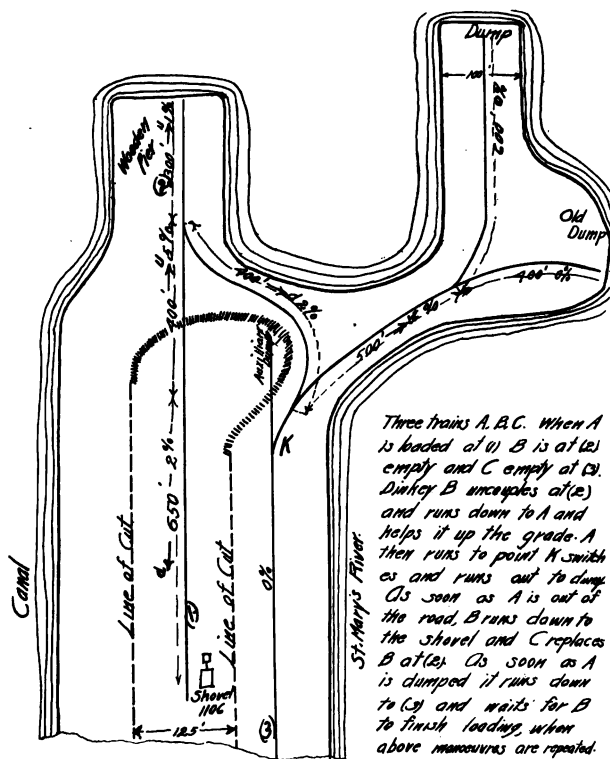 Dump
100'
Old
Dump
Wooden
Pier
700' → d 2%
400' 0%
500' →
650' - 2%
K
0%
Canal
Line of Cut
Line of Cut
St. Mary's River.
Shovel
1106
125'
(3)
Three trains A.B.C. When A
is loaded at (1) B is at (2)
empty and C empty at (3).
Dinkey B uncouples at (2)
and runs down to A and
helps it up the grade. A
then runs to point K switch
es and runs out to dump.
As soon as A is out of
the road, B runs down to
the shovel and C replaces
B at (2). As soon as A
is dumped it runs down
to (3) and waits for B
to finish loading, when
above manoeuvres are repeated.